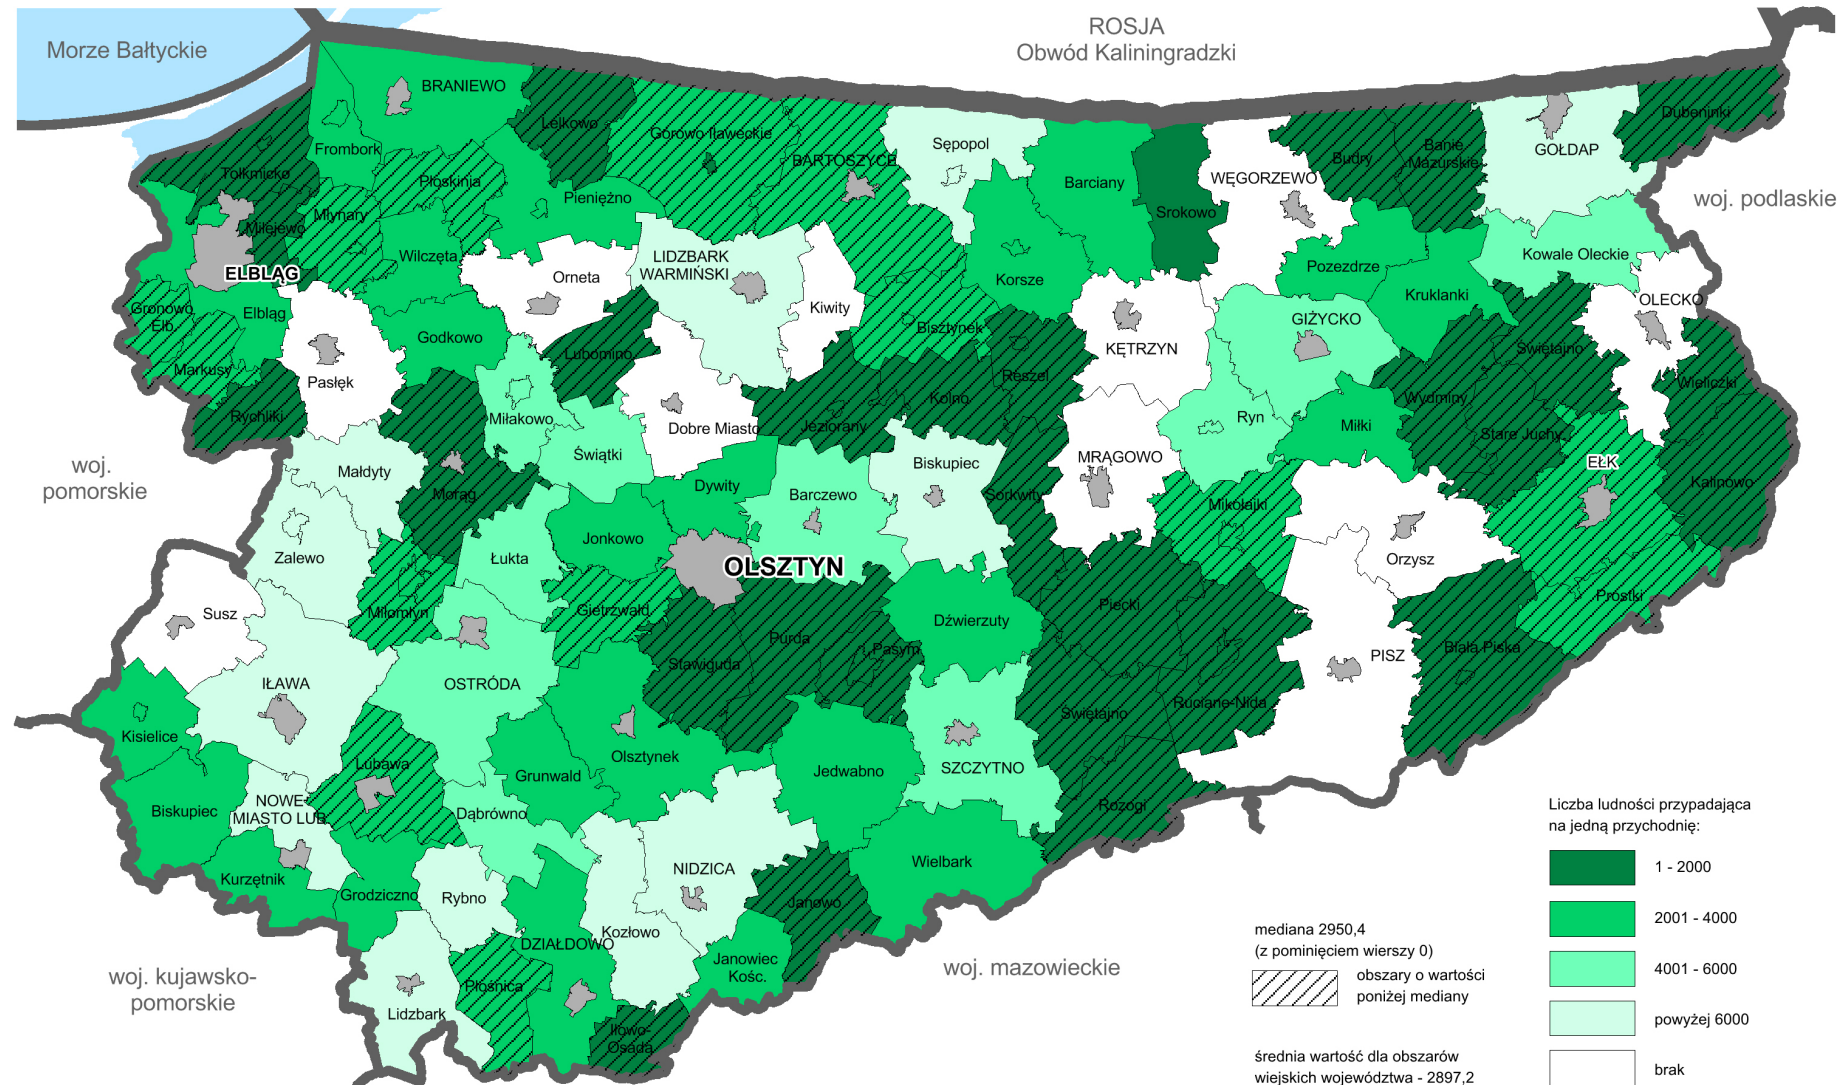 Morze Bałtyckie
ROSJA
Obwód Kaliningradzki
BRANIEWO
Lelkowo
Górowo Iławeckie
Frombork
BARTOSZYCE
Sępopol
Barciany
Srokowo
WĘGORZEWO
Budry
Banie
Mazurskie
GOŁDAP
Dubeninki
woj. podlaskie
Tolkmicko
Płoskinia
Pieniężno
Młynary
Milejewo
Wilczęta
ELBLĄG
Orneta
LIDZBARK
WARMIŃSKI
Kiwity
Korsze
Pozezdrze
Kruklanki
Kowale Oleckie
OLECKO
Gronowo
Elb.
Elbląg
Godkowo
Bisztynek
KĘTRZYN
GIŻYCKO
Świętajno
Markusy
Pasłęk
Lubomino
Reszel
Kolno
Wieliczki
Wydminy
Rychliki
Miłakowo
Dobre Miasto
Jeziorany
Ryn
Miłki
Stare Juchy
woj.
pomorskie
Małdyty
Morąg
Świątki
Dywity
Barczewo
Biskupiec
Sorkwity
MRĄGOWO
Mikołajki
EŁK
Kalinowo
Zalewo
Łukta
Jonkowo
OLSZTYN
Orzysz
Susz
Miłomłyn
Gietrzwałd
Purda
Dźwierzuty
Piecki
Prostki
Stawiguda
Pasym
PISZ
Biała Piska
IŁAWA
OSTRÓDA
Świętajno
Ruciane-Nida
Kisielice
Lubawa
Grunwald
Olsztynek
Jedwabno
SZCZYTNO
Rozogi
Biskupiec
NOWE
MIASTO LUB.
Dąbrówno
Kurzętnik
Grodziczno
Rybno
NIDZICA
Wielbark
Janowo
DZIAŁDOWO
Kozłowo
Janowiec
Kośc.
woj. kujawsko-
pomorskie
Lidzbark
Płośnica
Iłowo-
Osada
woj. mazowieckie
mediana 2950,4
(z pominięciem wierszy 0)
obszary o wartości
poniżej mediany
średnia wartość dla obszarów
wiejskich województwa - 2897,2
Liczba ludności przypadająca
na jedną przychodnię:
1 - 2000
2001 - 4000
4001 - 6000
powyżej 6000
brak